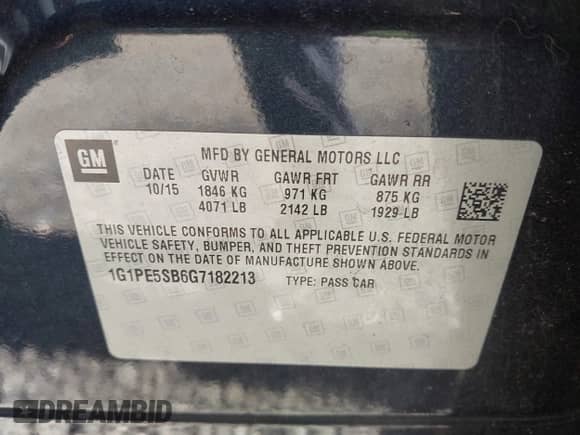 GM
MFD BY GENERAL MOTORS LLC
DATE GVWR GAWR FRT GAWR RR
10/15 1846 KG 971 KG 875 KG
4071 LB 2142 LB 1929 LB
THIS VEHICLE CONFORMS TO ALL APPLICABLE U.S. FEDERAL MOTOR
VEHICLE SAFETY, BUMPER, AND THEFT PREVENTION STANDARDS IN
EFFECT ON THE DATE OF MANUFACTURE SHOWN ABOVE.
1G1PE5SB6G7182213 TYPE: PASS CAR
DREAMBID